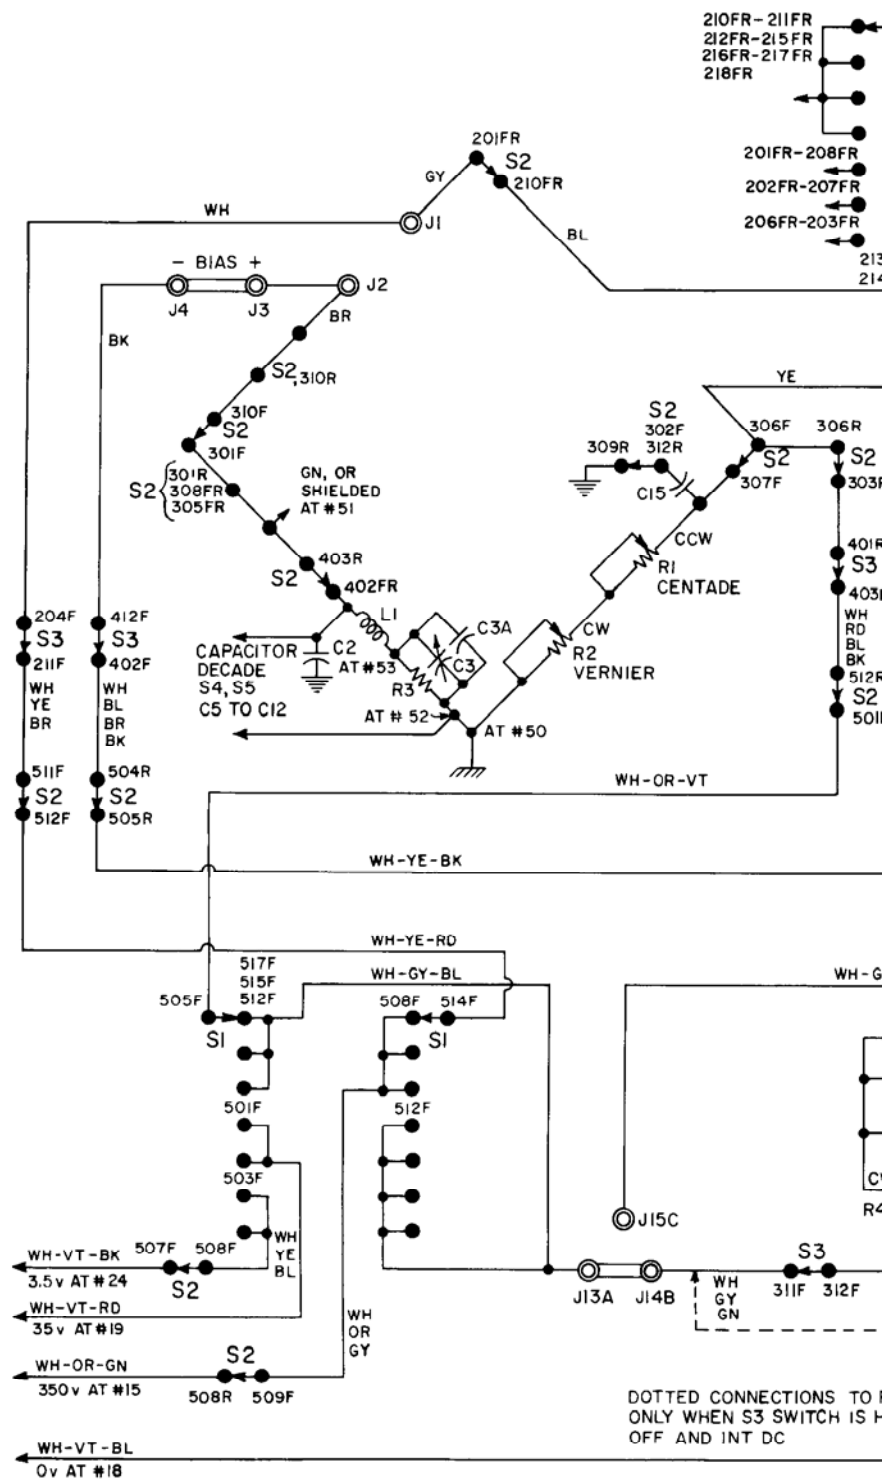 210FR-211FR
212FR-215FR
216FR-217FR
218FR
201FR
S2
210FR
GY
201FR-208FR
202FR-207FR
206FR-203FR
WH
J1
BL
213
214
- BIAS +
J4
J3
J2
BR
BK
S2,310R
310F
S2
301F
YE
S2
302F
312R
309R
C15
306F
S2
307F
306R
S2
303R
S2
301R
308FR
305FR
GN, OR
SHIELDED
AT #51
CCW
R1
CENTADE
401R
S3
403R
S2
402FR
L1
C3A
C3
CW
R2
VERNIER
204F
S3
211F
412F
S3
402F
CAPACITOR
DECADE
S4, S5
C5 TO C12
C2
AT #53
R3
AT # 52
AT #50
WH
RD
BL
BK
512R
S2
WH
YE
BR
WH
BL
BR
BK
511F
S2
512F
504R
S2
505R
WH-OR-VT
WH-YE-BK
WH-YE-RD
WH-GY-BL
WH-G
517F
515F
512F
505F
S1
508F
514F
S1
501F
512F
503F
J15C
R4
WH-VT-BK
3.5v AT #24
507F
508F
S2
WH
YE
BL
WH-VT-RD
35v AT #19
WH
OR
GY
J13A
J14B
WH
GY
GN
S3
311F
312F
WH-OR-GN
350v AT #15
S2
508R
509F
DOTTED CONNECTIONS TO
ONLY WHEN S3 SWITCH IS
OFF AND INT DC
WH-VT-BL
0v AT #18